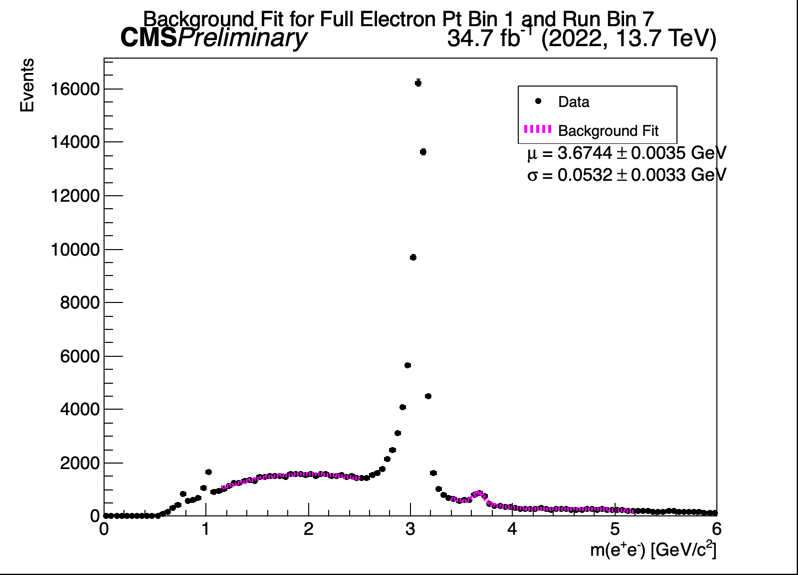 Background Fit for Full Electron Pt Bin 1 and Run Bin 7
CMS Preliminary 34.7 fb⁻¹ (2022, 13.7 TeV)
Events
16000
14000
12000
10000
8000
6000
4000
2000
0
Data
Background Fit
μ = 3.6744 ± 0.0035 GeV
σ = 0.0532 ± 0.0033 GeV
0 1 2 3 4 5 6
m(e⁺e⁻) [GeV/c²]